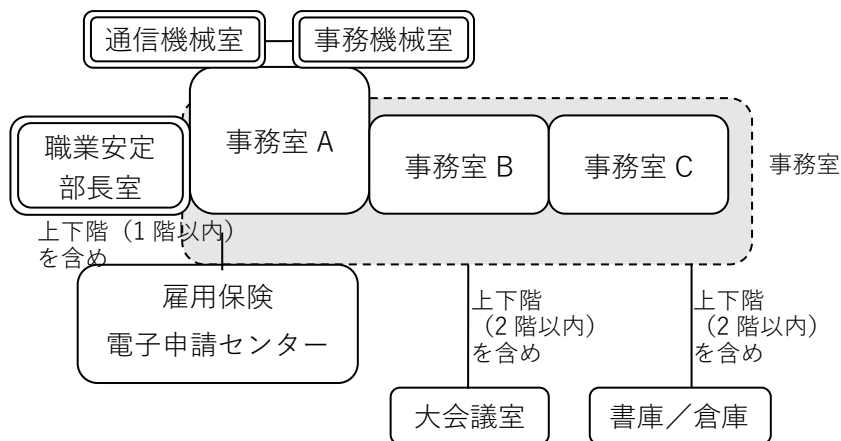 通信機械室
事務機械室
職業安定
部長室
事務室 A
事務室 B
事務室 C
事務室
上下階（1 階以内）
を含め
雇用保険
電子申請センター
上下階
（2 階以内）
を含め
上下階
（2 階以内）
を含め
大会議室
書庫／倉庫